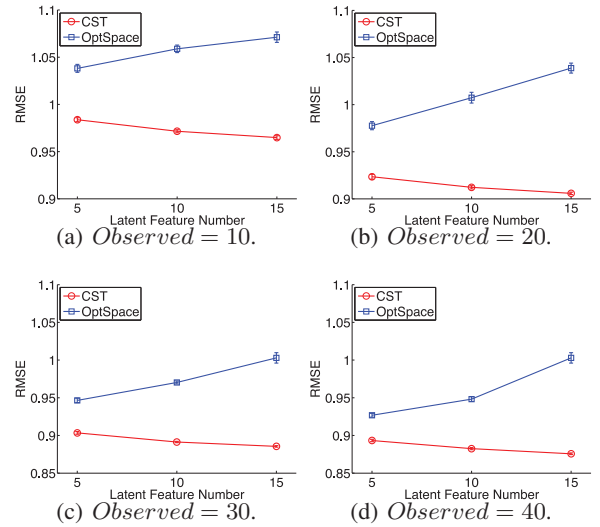 1.1
1.05
1
0.95
0.9
RMSE
CST
OptSpace
5 10 15
Latent Feature Number
(a) Observed = 10.
1.1
1.05
1
0.95
0.9
RMSE
CST
OptSpace
5 10 15
Latent Feature Number
(b) Observed = 20.
1.1
1.05
1
0.95
0.9
0.85
RMSE
CST
OptSpace
5 10 15
Latent Feature Number
(c) Observed = 30.
1.1
1.05
1
0.95
0.9
0.85
RMSE
CST
OptSpace
5 10 15
Latent Feature Number
(d) Observed = 40.